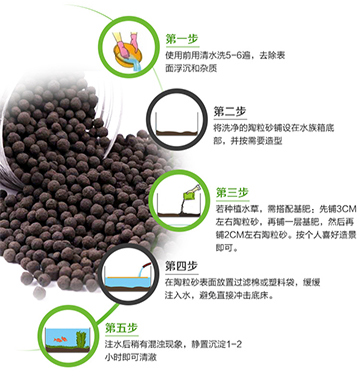 第一步
使用前用清水洗5-6遍，去除表
面浮沉和杂质
第二步
将洗净的陶粒砂铺设在水族箱底
部，并按需要造型
第三步
若种植水草，需搭配基肥；先铺3CM
左右陶粒砂，再铺一层基肥，然后再
铺2CM左右陶粒砂。按个人喜好造景
即可。
第四步
在陶粒砂表面放置过滤棉或塑料袋，缓缓
注入水，避免直接冲击底床。
第五步
注水后稍有混浊现象，静置沉淀1-2
小时即可清澈